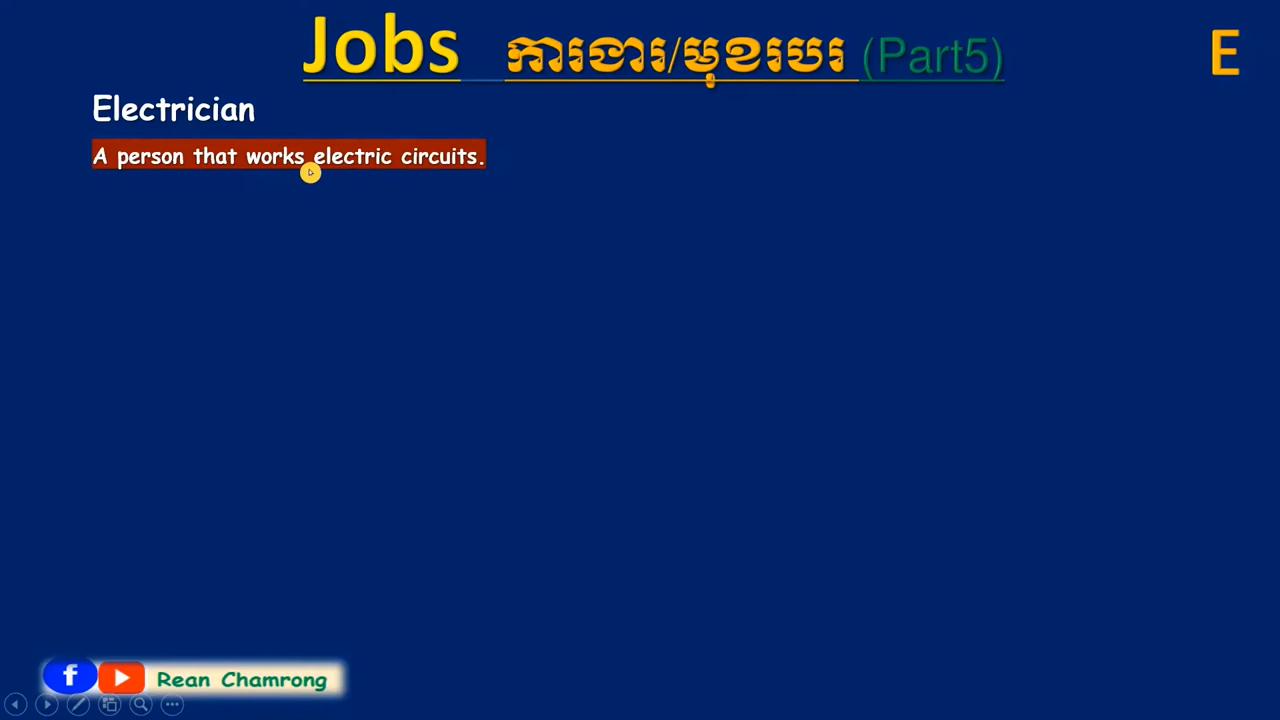 Jobs ការងារ/មុខរបរ (Part5)
E
Electrician
A person that works electric circuits.
Rean Chamrong